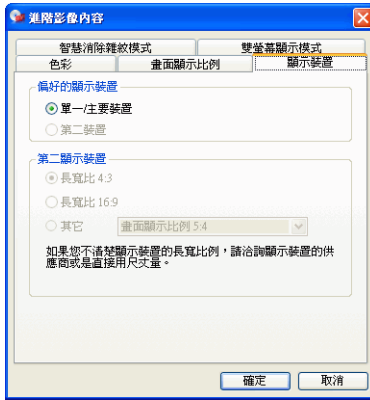 進階影像內容
智慧消除雜紋模式
雙螢幕顯示模式
色彩
畫面顯示比例
顯示裝置
偏好的顯示裝置
單一/主要裝置
第二裝置
第二顯示裝置
長寬比 4:3
長寬比 16:9
其它
畫面顯示比例 5:4
如果您不清楚顯示裝置的長寬比例，請洽詢顯示裝置的供
應商或是直接用尺丈量。
確定
取消